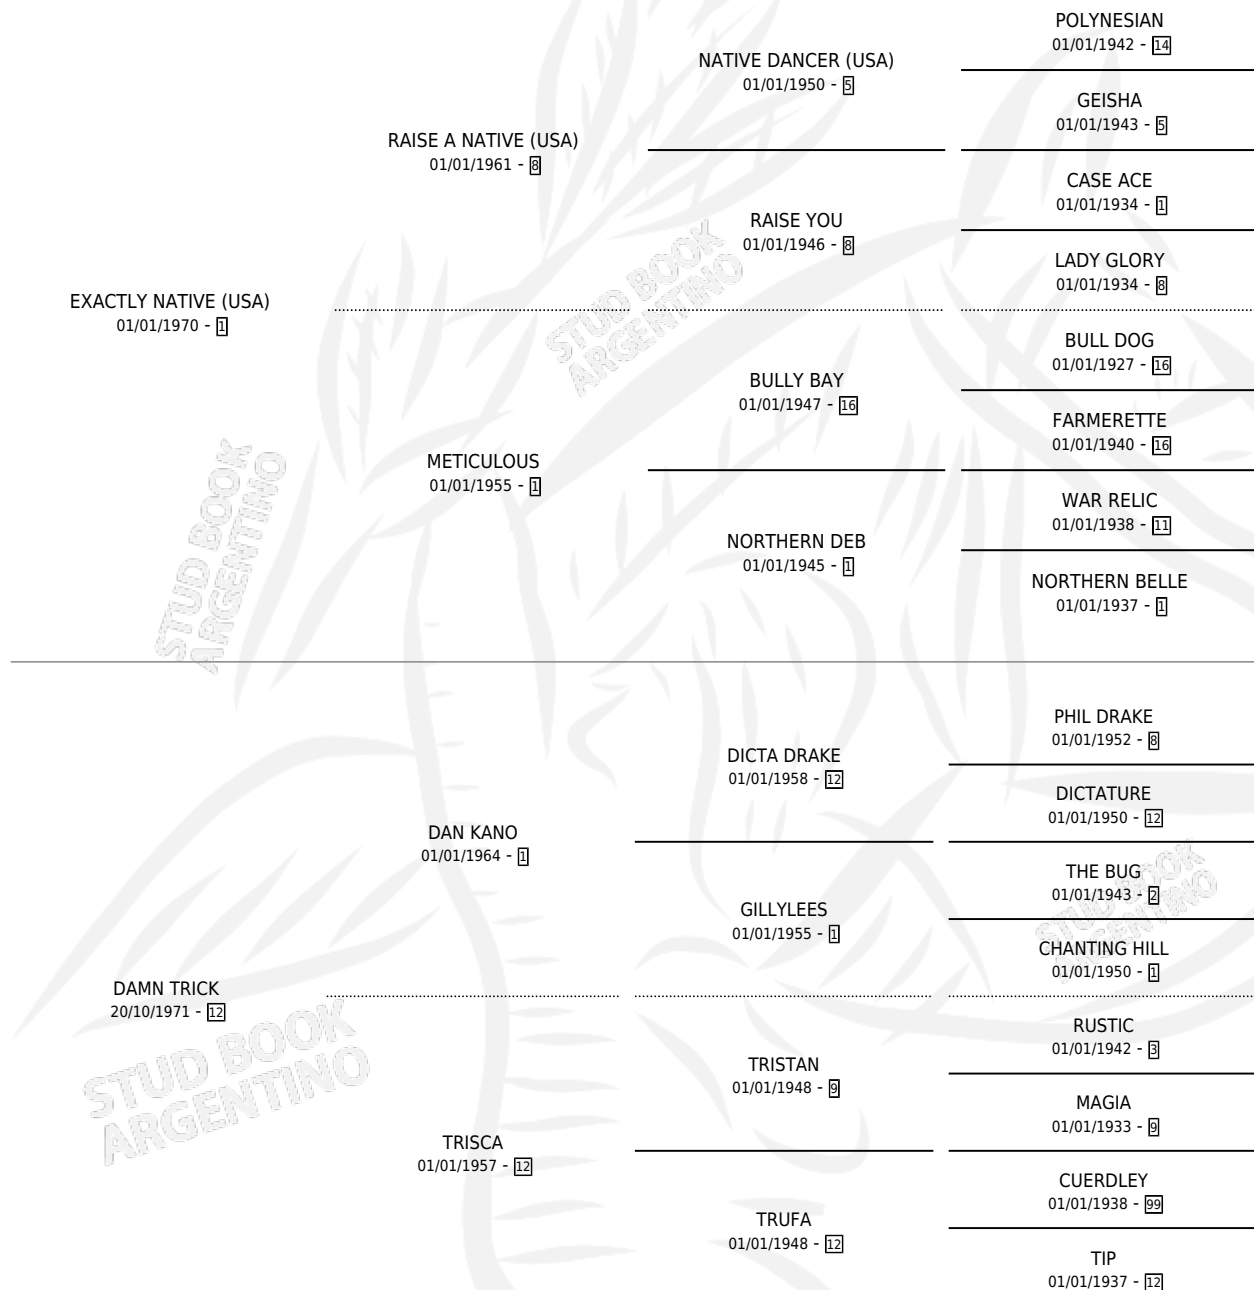 POLYNESIAN
01/01/1942 - 14
NATIVE DANCER (USA)
01/01/1950 - 5
GEISHA
01/01/1943 - 5
RAISE A NATIVE (USA)
01/01/1961 - 8
CASE ACE
01/01/1934 - 1
RAISE YOU
01/01/1946 - 8
LADY GLORY
01/01/1934 - 8
EXACTLY NATIVE (USA)
01/01/1970 - 1
BULL DOG
01/01/1927 - 16
BULLY BAY
01/01/1947 - 16
FARMERETTE
01/01/1940 - 16
METICULOUS
01/01/1955 - 1
WAR RELIC
01/01/1938 - 11
NORTHERN DEB
01/01/1945 - 1
NORTHERN BELLE
01/01/1937 - 1
PHIL DRAKE
01/01/1952 - 8
DICTA DRAKE
01/01/1958 - 12
DICTATURE
01/01/1950 - 12
DAN KANO
01/01/1964 - 1
THE BUG
01/01/1943 - 2
GILLYLEES
01/01/1955 - 1
CHANTING HILL
01/01/1950 - 1
DAMN TRICK
20/10/1971 - 12
RUSTIC
01/01/1942 - 3
TRISTAN
01/01/1948 - 9
MAGIA
01/01/1933 - 9
TRISCA
01/01/1957 - 12
CUERDLEY
01/01/1938 - 99
TRUFA
01/01/1948 - 12
TIP
01/01/1937 - 12
STUD BOOK
ARGENTINO
STUD BOOK
ARGENTINO
STUD BOOK
ARGENTINO
STUD BOOK
ARGENTINO